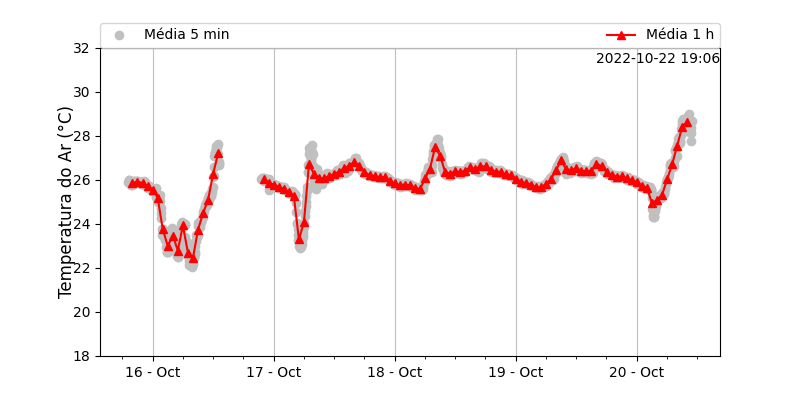 Média 5 min
Média 1 h
2022-10-22 19:06
Temperatura do Ar (°C)
32
30
28
26
24
22
20
18
16 - Oct
17 - Oct
18 - Oct
19 - Oct
20 - Oct